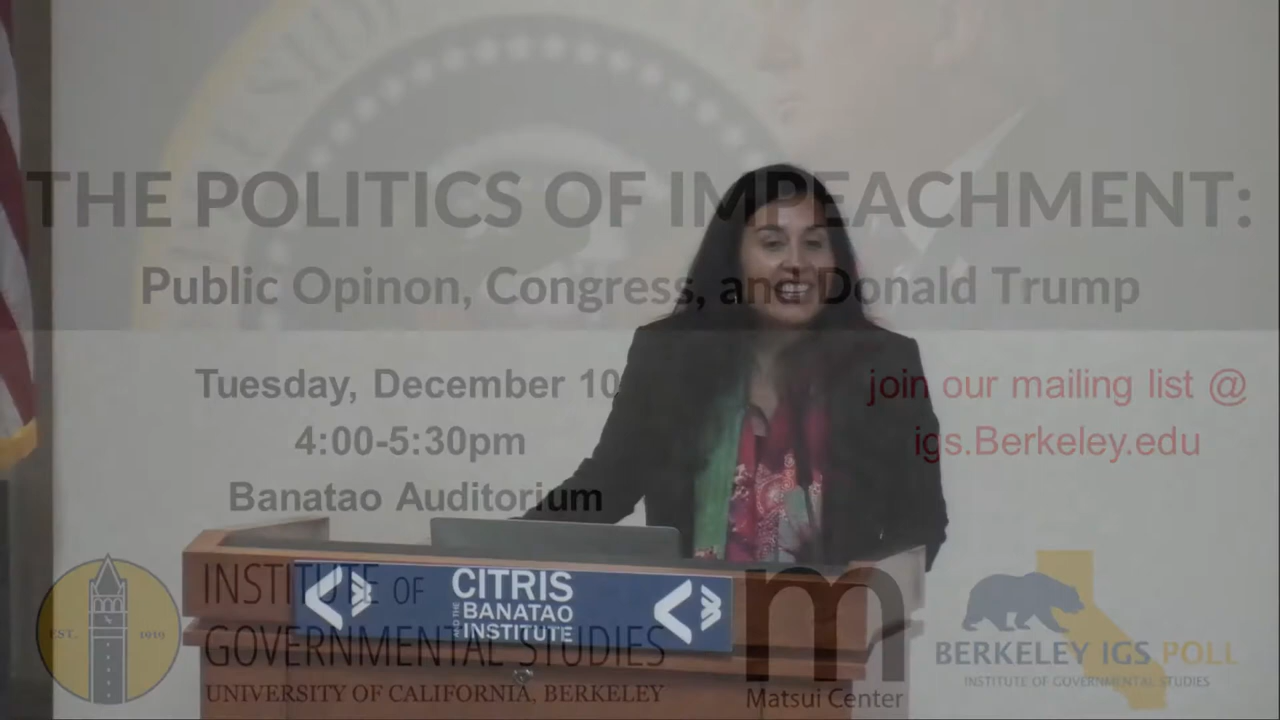 THE POLITICS OF IMPEACHMENT:
Public Opinon, Congress, and Donald Trump
Tuesday, December 10
4:00-5:30pm
Banatao Auditorium
join our mailing list @
igs.Berkeley.edu
EST. 1919
INSTITUTE OF
GOVERNMENTAL STUDIES
UNIVERSITY OF CALIFORNIA, BERKELEY
CITRIS
AND THE
BANATAO
INSTITUTE
m
Matsui Center
BERKELEY IGS POLL
INSTITUTE OF GOVERNMENTAL STUDIES